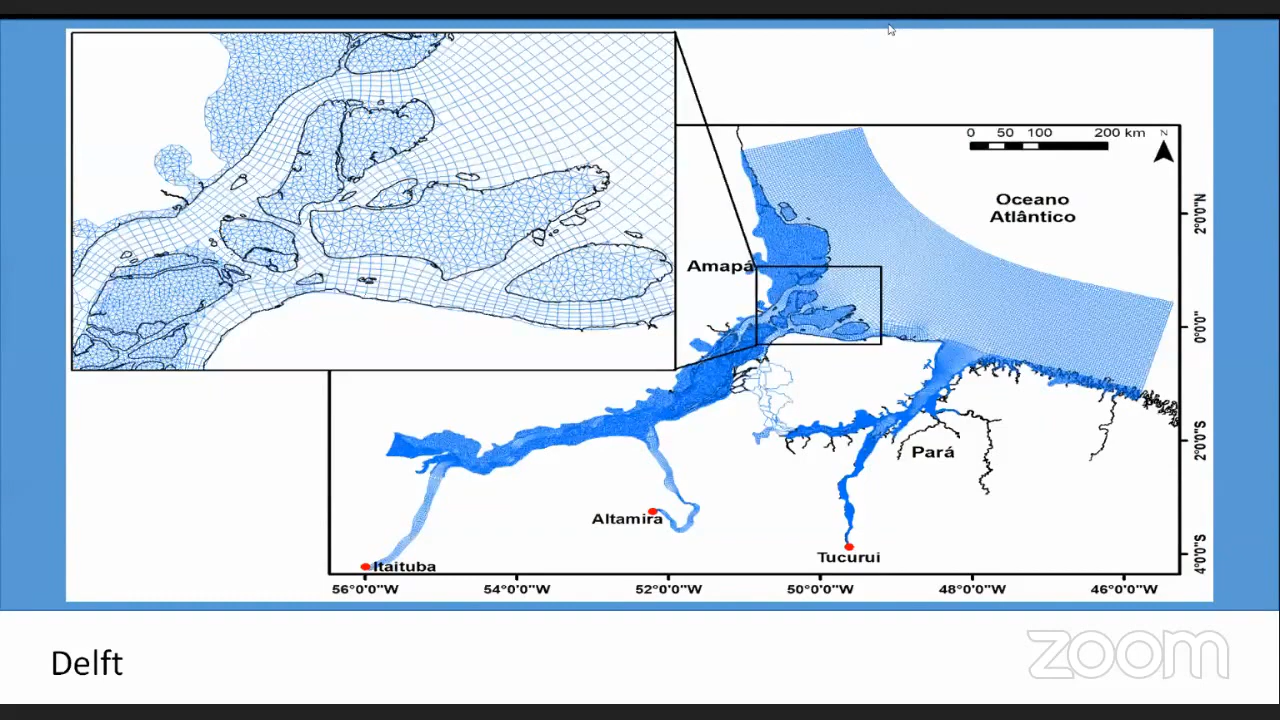 0 50 100 200 km
N
Oceano
Atlântico
2°0'0"N
Amapá
0°0'0"
2°0'0"S
Pará
Altamira
Tucurui
4°0'0"S
Itaituba
56°0'0"W 54°0'0"W 52°0'0"W 50°0'0"W 48°0'0"W 46°0'0"W
Delft
zoom